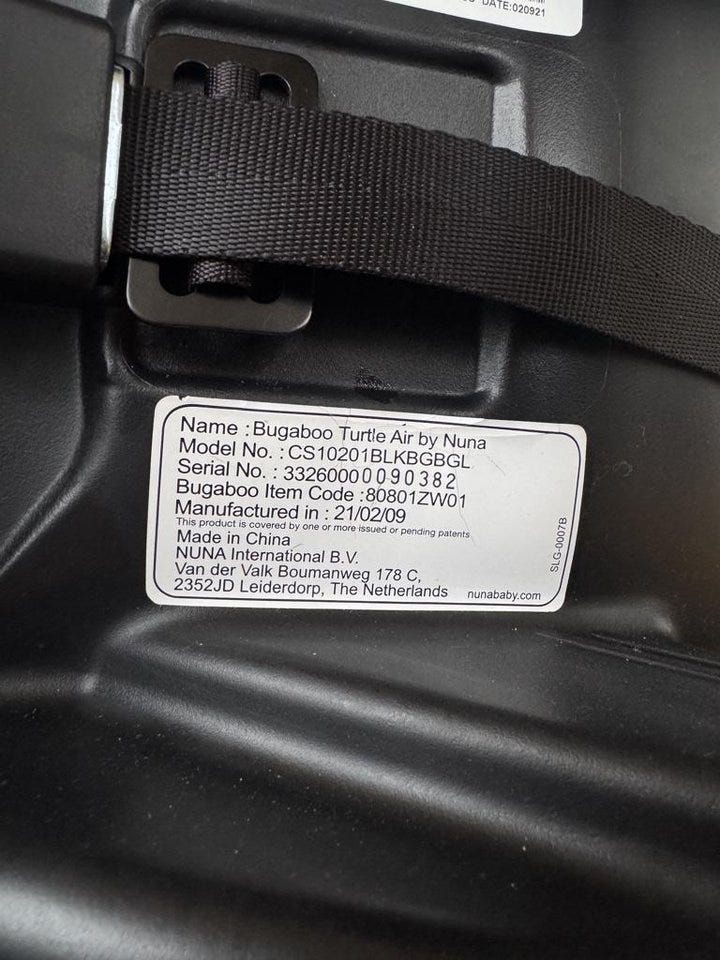 DATE:020921
Name :Bugaboo Turtle Air by Nuna
Model No. :CS10201BLKBGBGL
Serial No. : 33260000090382
Bugaboo Item Code :80801ZW01
Manufactured in : 21/02/09
This product is covered by one or more issued or pending patents
Made in China
NUNA International B.V.
Van der Valk Boumanweg 178 C,
2352JD Leiderdorp, The Netherlands
nunababy.com
SLG-0007B